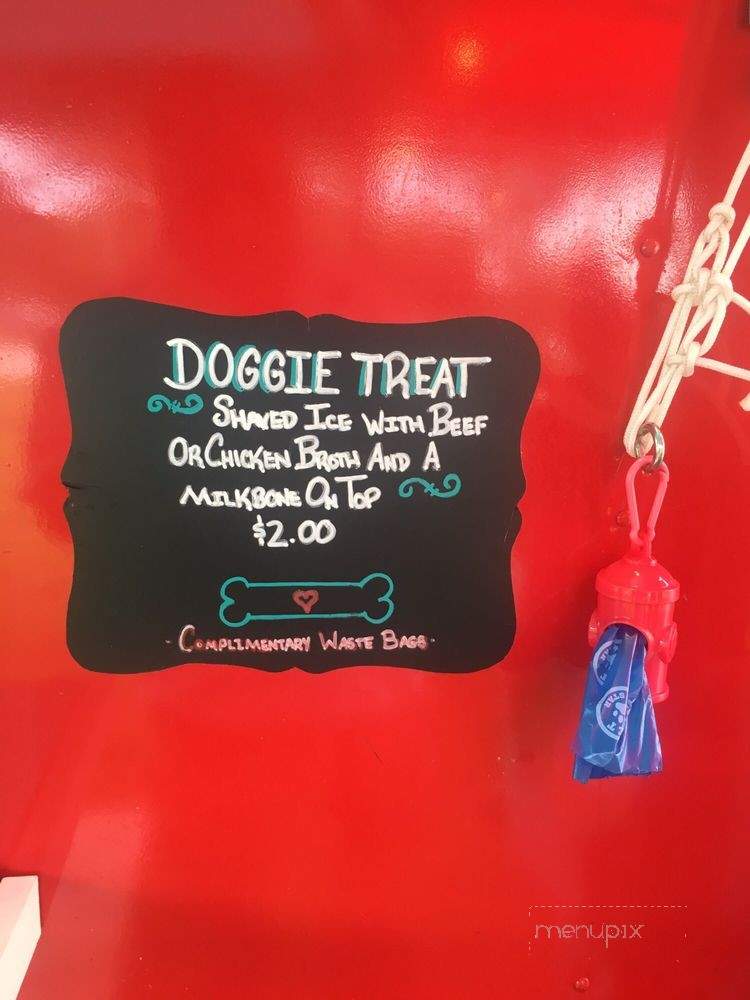 DOGGIE TREAT
SHAVED ICE WITH BEEF
OR CHICKEN BROTH AND A
MILKBONE ON TOP
$2.00
COMPLIMENTARY WASTE BAGS
STAR
menupix